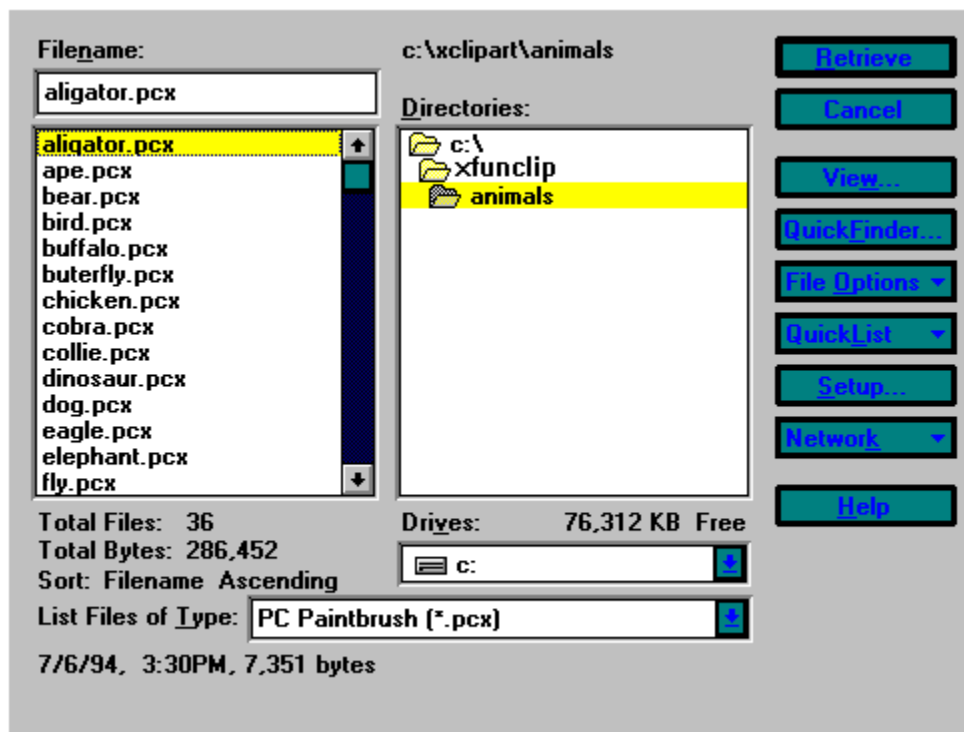 Filename:
aligator.pcx
aligator.pcx
ape.pcx
bear.pcx
bird.pcx
buffalo.pcx
buterfly.pcx
chicken.pcx
cobra.pcx
collie.pcx
dinosaur.pcx
dog.pcx
eagle.pcx
elephant.pcx
fly.pcx
Total Files: 36
Total Bytes: 286,452
Sort: Filename Ascending
c:\xclipart\animals
Directories:
c:\
xfunclip
animals
Drives: 76,312 KB Free
c:
List Files of Type: PC Paintbrush (*.pcx)
7/6/94, 3:30PM, 7,351 bytes
Retrieve
Cancel
View...
QuickFinder...
File Options
QuickList
Setup...
Network
Help